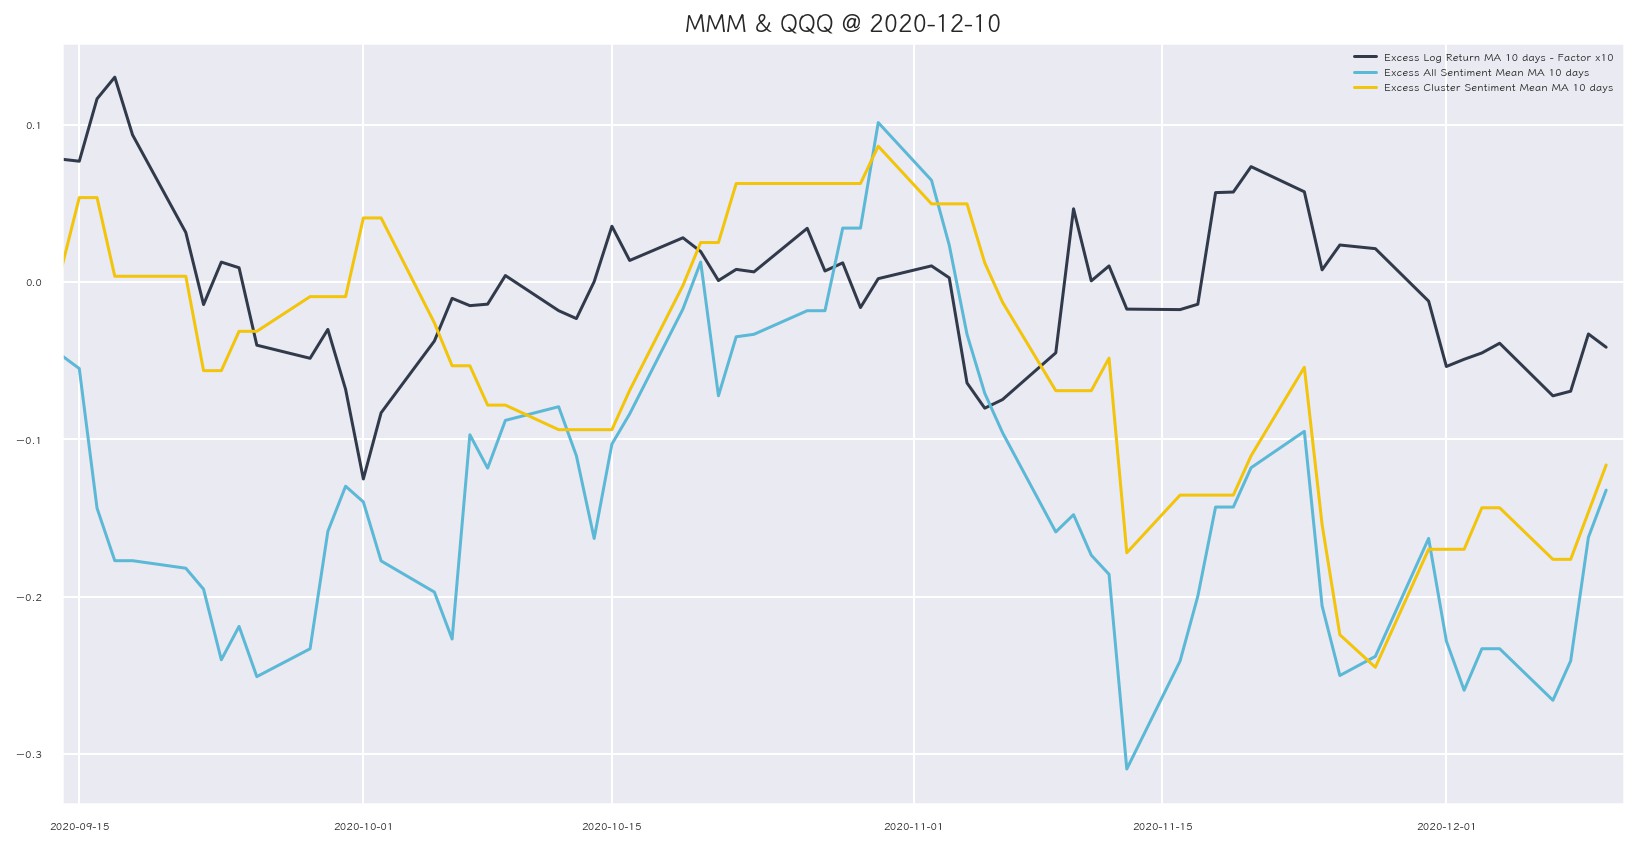 MMM & QQQ @ 2020-12-10
Excess Log Return MA 10 days - Factor x10
Excess All Sentiment Mean MA 10 days
Excess Cluster Sentiment Mean MA 10 days
0.1
0.0
−0.1
−0.2
−0.3
2020-09-15
2020-10-01
2020-10-15
2020-11-01
2020-11-15
2020-12-01